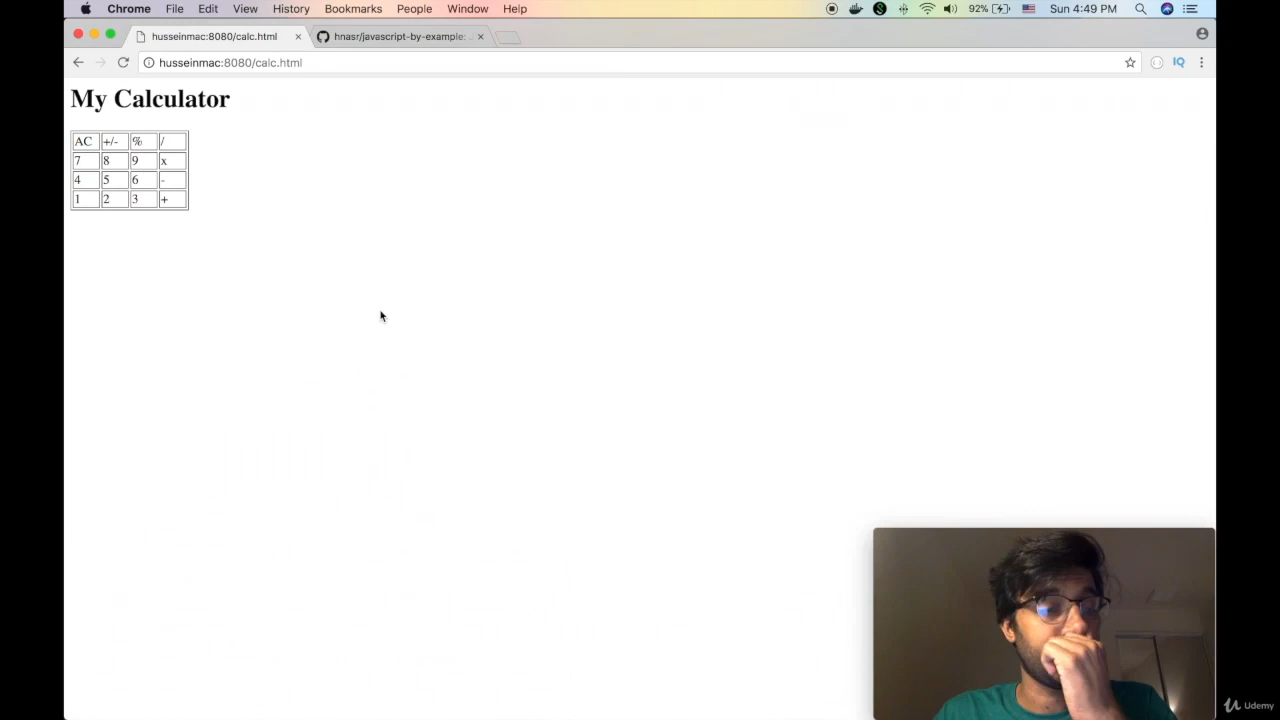 Chrome File Edit View History Bookmarks People Window Help 92% Sun 4:49 PM
husseinmac:8080/calc.html hnasr/javascript-by-example:
husseinmac:8080/calc.html IQ
My Calculator
AC +/- % /
7 8 9 x
4 5 6 -
1 2 3 +
Udemy